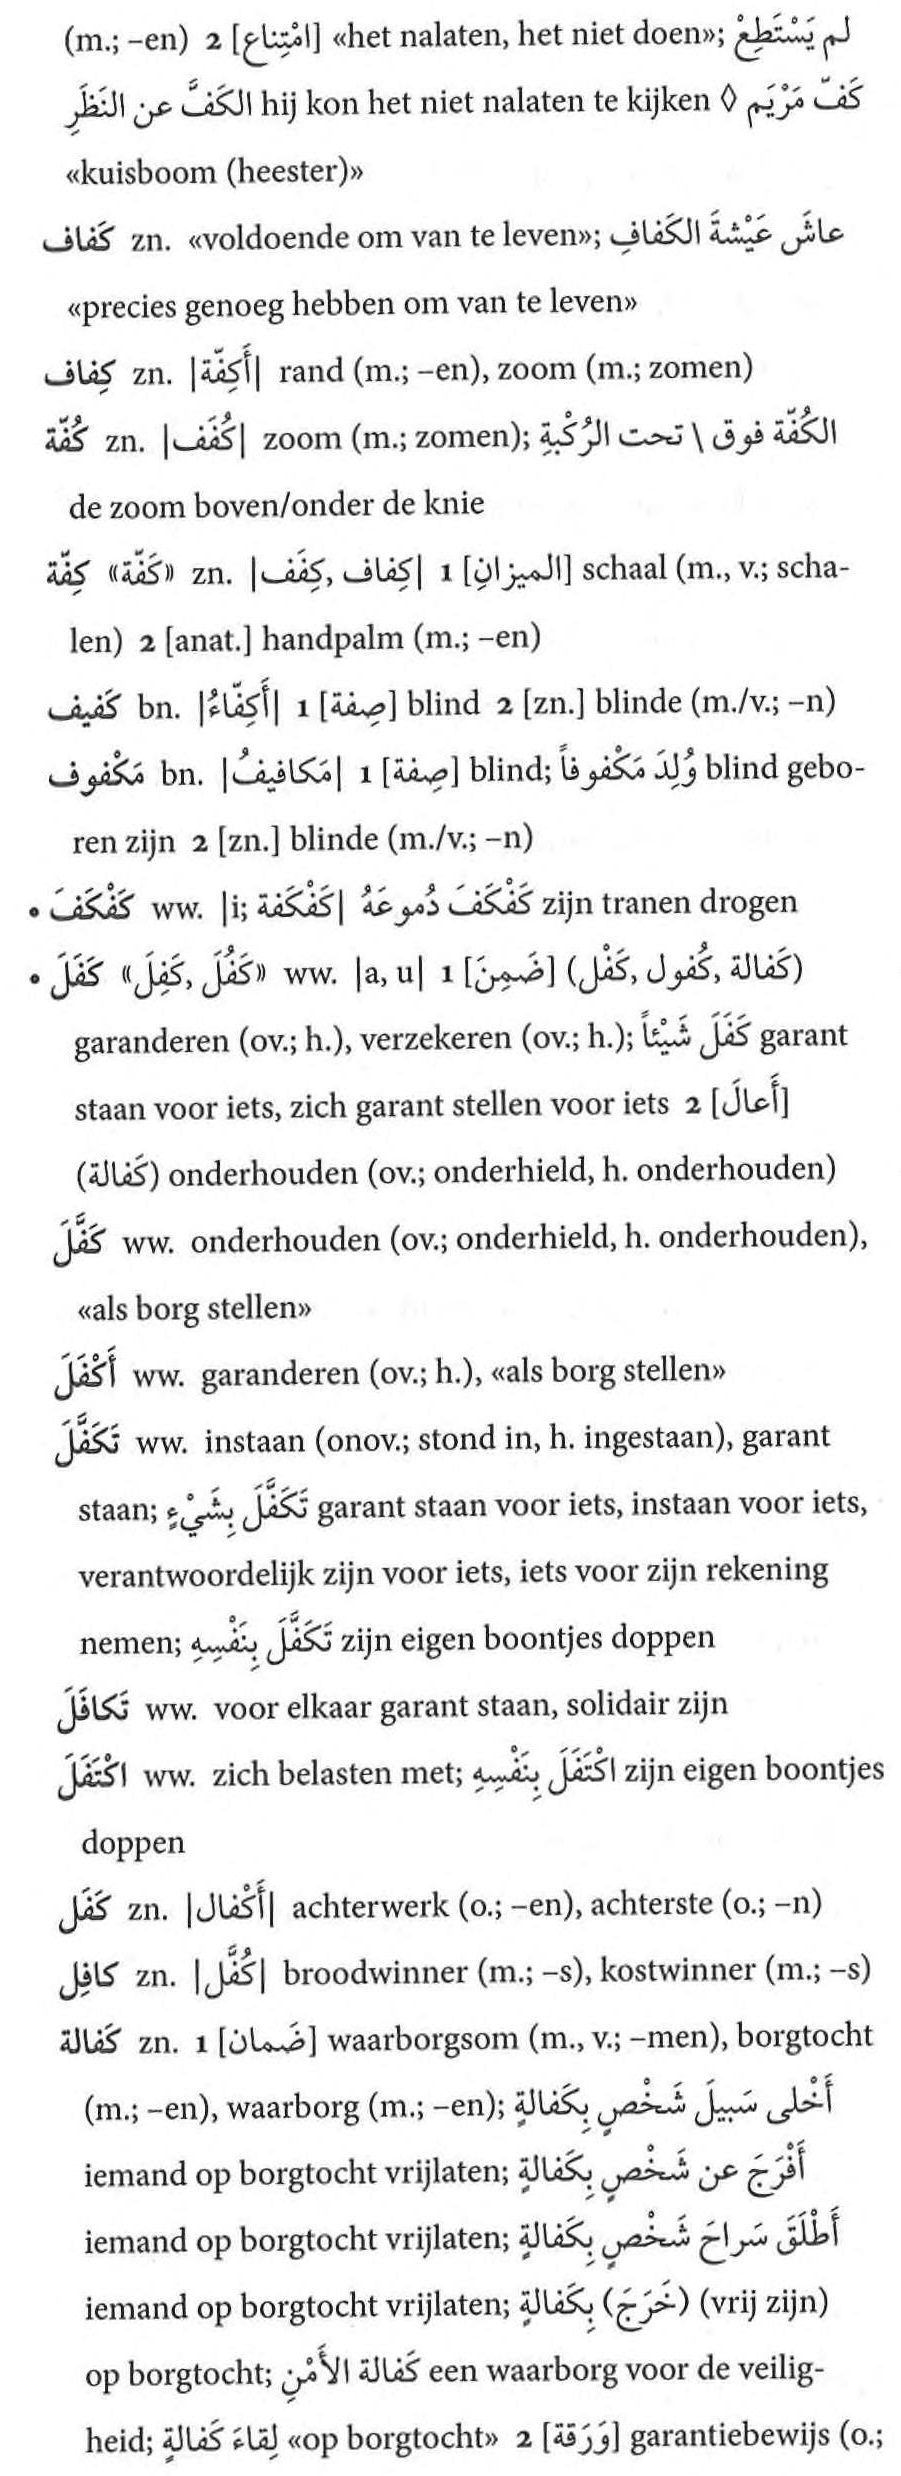 (m.; –en) 2 [امْتِناع] «het nalaten, het niet doen»; لم يَسْتَطِعْ
الكَفَّ عن النَظَرِ hij kon het niet nalaten te kijken ◊ كَفّ مَرْيَم
«kuisboom (heester)»
كَفاف zn. «voldoende om van te leven»; عاشَ عَيْشةَ الكَفافِ
«precies genoeg hebben om van te leven»
كِفاف zn. |أَكِفّة| rand (m.; –en), zoom (m.; zomen)
كُفّة zn. |كُفَف| zoom (m.; zomen); الكُفّة فوق \ تحت الرُكْبةِ
de zoom boven/onder de knie
كِفّة «كَفّة» zn. |كِفاف, كِفَف| 1 [الميزانِ] schaal (m., v.; scha-
len) 2 [anat.] handpalm (m.; –en)
كَفيف bn. |أَكِفّاءُ| 1 [صِفة] blind 2 [zn.] blinde (m./v.; –n)
مَكْفوف bn. |مَكافيفُ| 1 [صِفة] blind; وُلِدَ مَكْفوفاً blind gebo-
ren zijn 2 [zn.] blinde (m./v.; –n)
• كَفْكَفَ ww. |i; كَفْكَفة| كَفْكَفَ دُموعَهُ zijn tranen drogen
• كَفَلَ «كَفِلَ, كَفُلَ» ww. |a, u| 1 [ضَمِنَ] (كَفْل, كُفول, كَفالة)
garanderen (ov.; h.), verzekeren (ov.; h.); كَفَلَ شَيْئاً garant
staan voor iets, zich garant stellen voor iets 2 [أَعالَ]
(كَفالة) onderhouden (ov.; onderhield, h. onderhouden)
كَفَّلَ ww. onderhouden (ov.; onderhield, h. onderhouden),
«als borg stellen»
أَكْفَلَ ww. garanderen (ov.; h.), «als borg stellen»
تَكَفَّلَ ww. instaan (onov.; stond in, h. ingestaan), garant
staan; تَكَفَّلَ بِشَيْءٍ garant staan voor iets, instaan voor iets,
verantwoordelijk zijn voor iets, iets voor zijn rekening
nemen; تَكَفَّلَ بِنَفْسِهِ zijn eigen boontjes doppen
تَكافَلَ ww. voor elkaar garant staan, solidair zijn
اكْتَفَلَ ww. zich belasten met; اكْتَفَلَ بِنَفْسِهِ zijn eigen boontjes
doppen
كَفَل zn. |أَكْفال| achterwerk (o.; –en), achterste (o.; –n)
كافِل zn. |كُفَّل| broodwinner (m.; –s), kostwinner (m.; –s)
كَفالة zn. 1 [ضَمان] waarborgsom (m., v.; –men), borgtocht
(m.; –en), waarborg (m.; –en); أَخْلى سَبيلَ شَخْصٍ بِكَفالةٍ
iemand op borgtocht vrijlaten; أَفْرَجَ عن شَخْصٍ بِكَفالةٍ
iemand op borgtocht vrijlaten; أَطْلَقَ سَراحَ شَخْصٍ بِكَفالةٍ
iemand op borgtocht vrijlaten; (خَرَجَ) بِكَفالةٍ (vrij zijn)
op borgtocht; كَفالة الأَمْنِ een waarborg voor de veilig-
heid; لِقاءَ كَفالةٍ «op borgtocht» 2 [وَرَقة] garantiebewijs (o.;